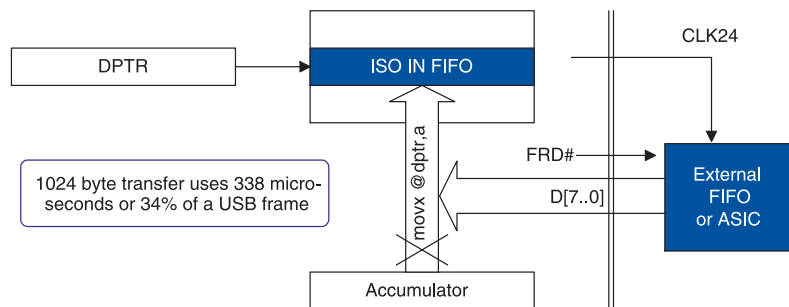 CLK24
DPTR
ISO IN FIFO
movx @dptr,a
FRD#
1024 byte transfer uses 338 micro-
seconds or 34% of a USB frame
D[7..0]
External
FIFO
or ASIC
Accumulator